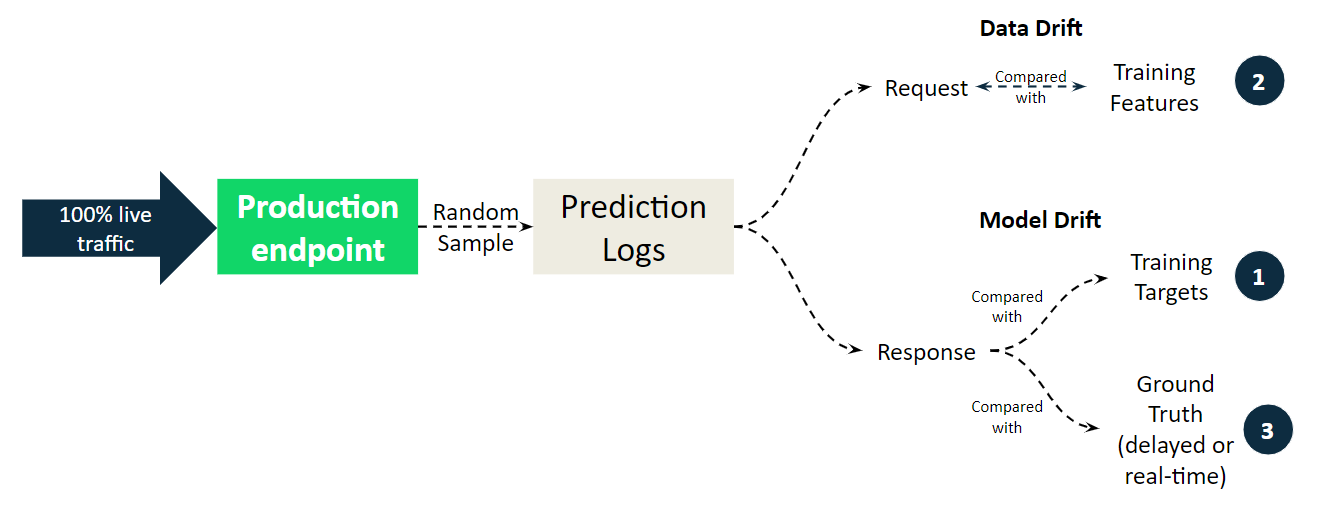 100% live
traffic
Production
endpoint
Random
Sample
Prediction
Logs
Data Drift
Request
Compared
with
Training
Features
2
Model Drift
Response
Compared
with
Training
Targets
1
Compared
with
Ground
Truth
(delayed or
real-time)
3